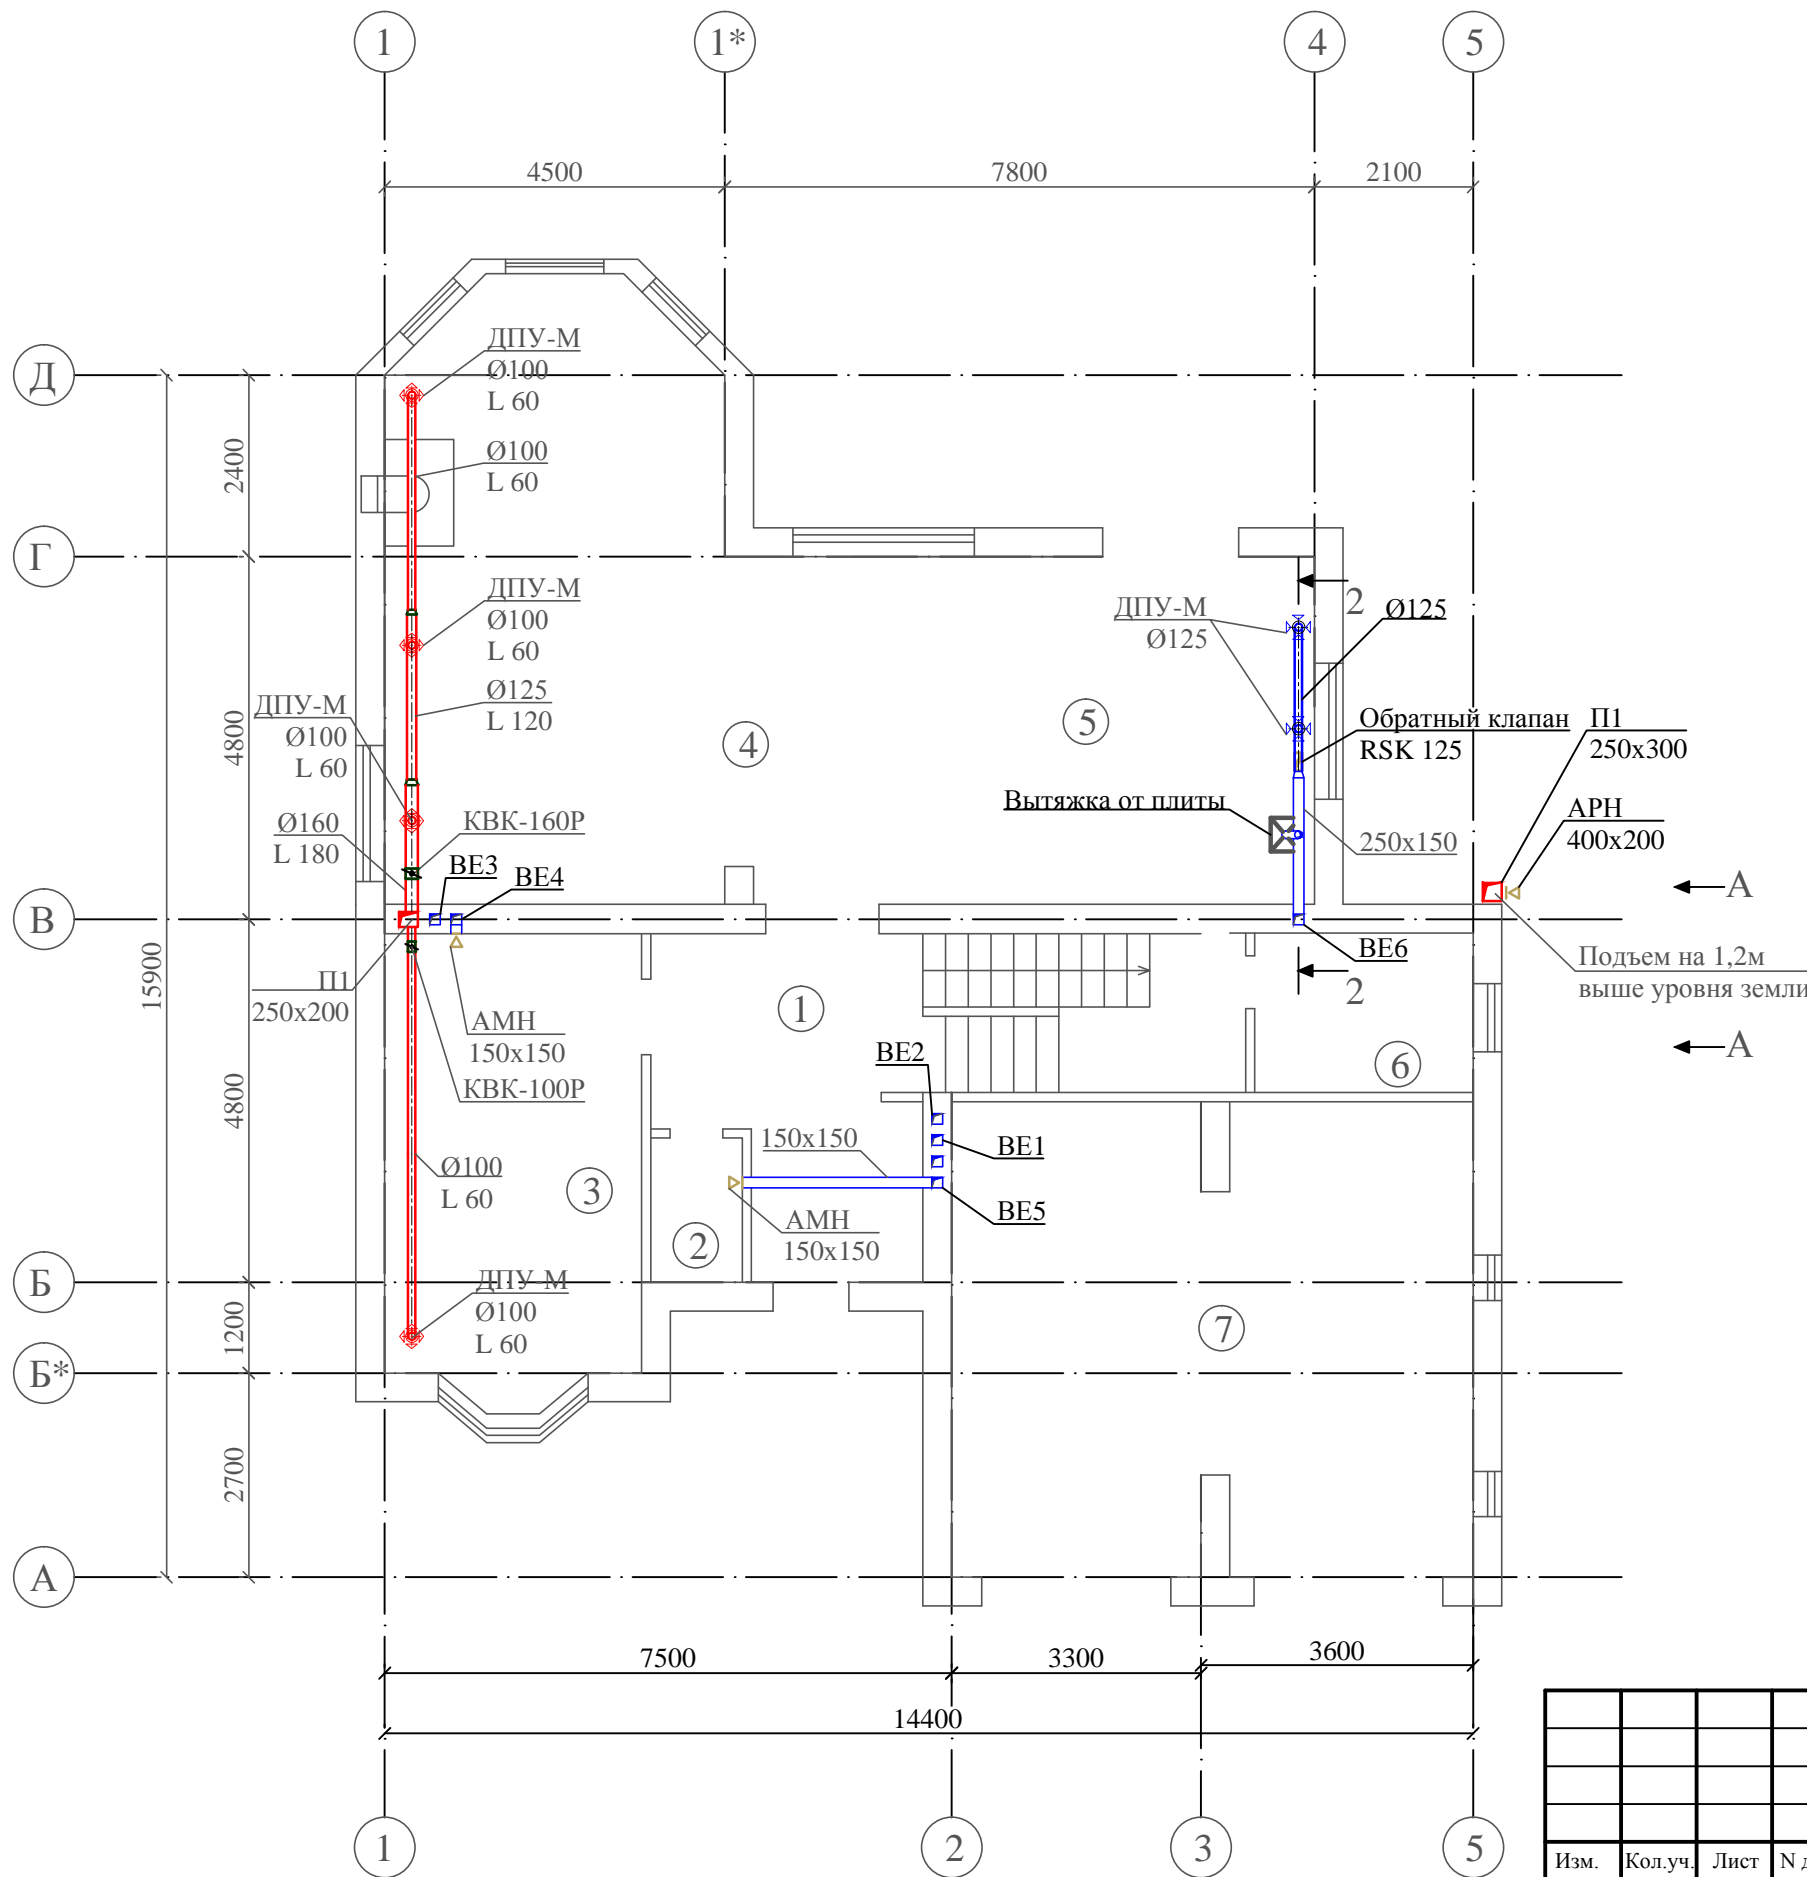 1
1*
4
5
4500
7800
2100
ДПУ-М
Ø100
L 60
Д
Ø100
L 60
2400
Г
ДПУ-М
Ø100
L 60
2
ДПУ-М
Ø125
Ø125
Ø125
L 120
ДПУ-М
Ø100
L 60
4800
4
5
Обратный клапан
RSK 125
П1
250x300
Вытяжка от плиты
АРН
400x200
Ø160
L 180
КВК-160Р
250x150
ВЕ3
ВЕ4
А
В
ВЕ6
15900
П1
250x200
2
Подъем на 1,2м
выше уровня земли
АМН
150x150
1
А
ВЕ2
6
КВК-100Р
4800
150x150
ВЕ1
Ø100
L 60
3
ВЕ5
АМН
150x150
2
Б
ДПУ-М
Ø100
L 60
1200
7
Б*
2700
А
7500
3300
3600
14400
1
2
3
5
Изм.
Кол.уч.
Лист
N д